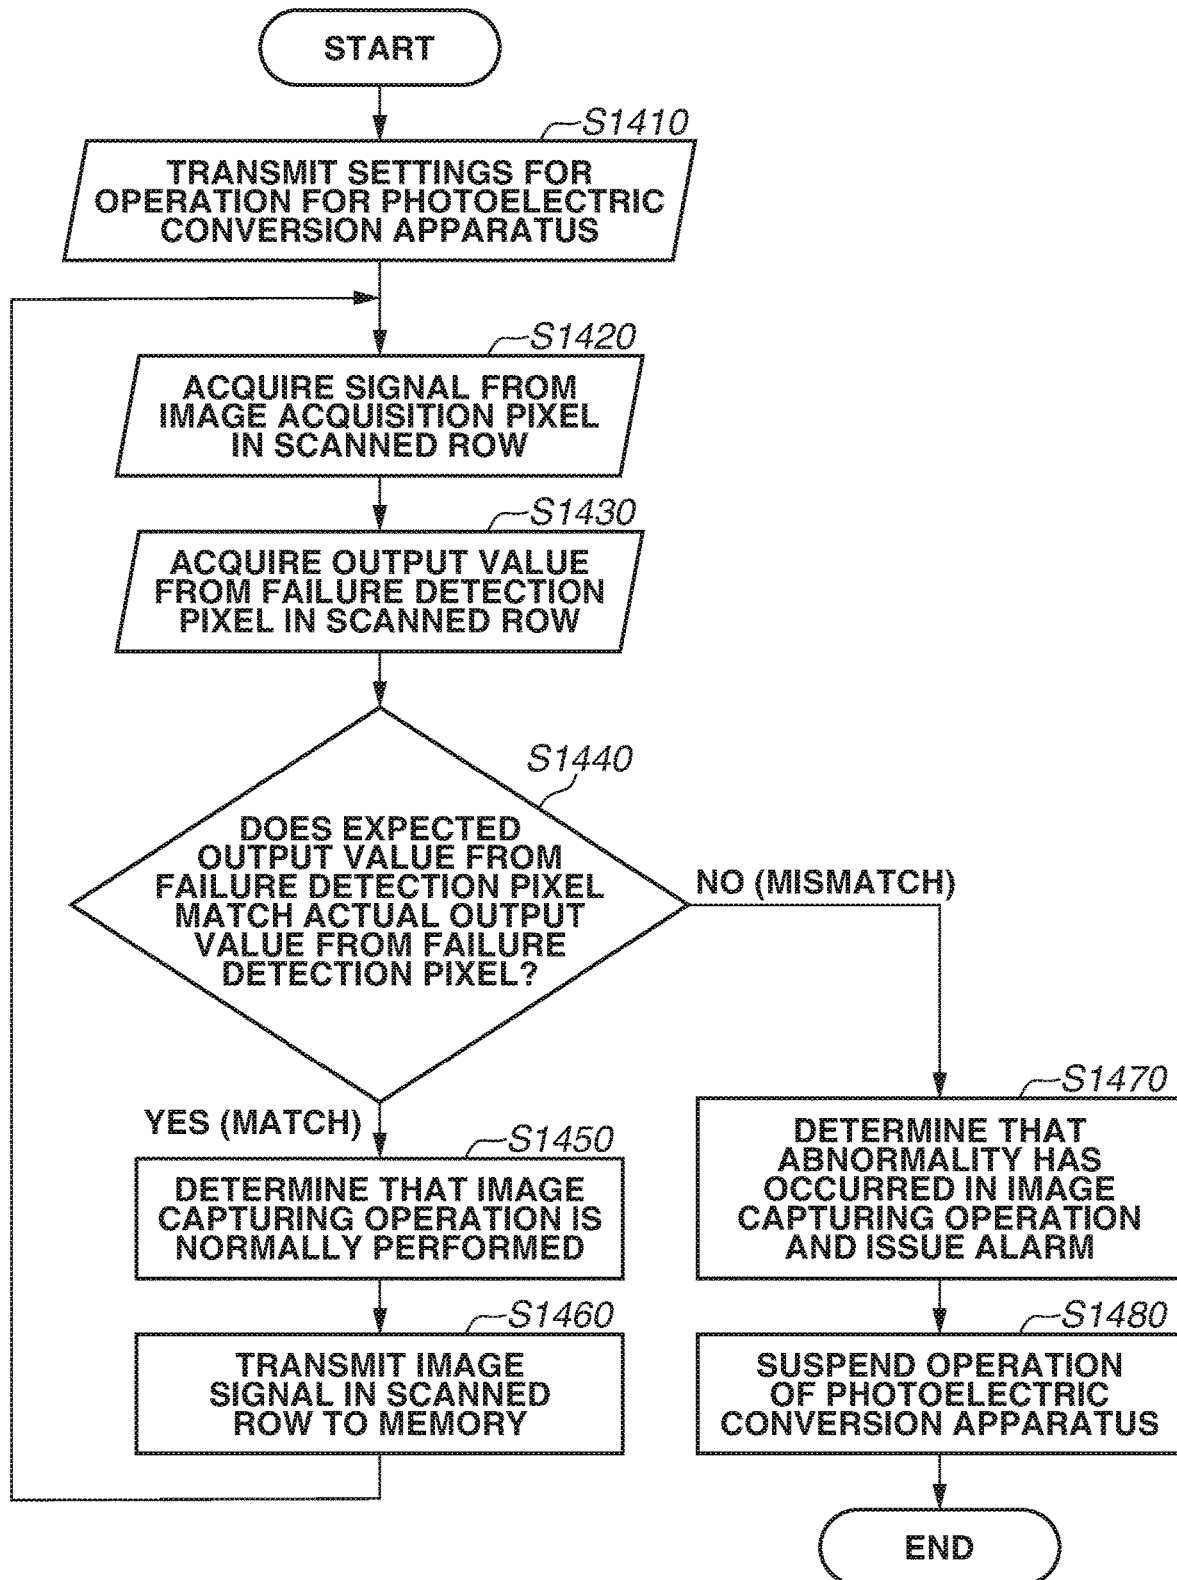 START
S1410
TRANSMIT SETTINGS FOR
OPERATION FOR PHOTOELECTRIC
CONVERSION APPARATUS
S1420
ACQUIRE SIGNAL FROM
IMAGE ACQUISITION PIXEL
IN SCANNED ROW
S1430
ACQUIRE OUTPUT VALUE
FROM FAILURE DETECTION
PIXEL IN SCANNED ROW
S1440
DOES EXPECTED
OUTPUT VALUE FROM
FAILURE DETECTION PIXEL
MATCH ACTUAL OUTPUT
VALUE FROM FAILURE
DETECTION PIXEL?
NO (MISMATCH)
YES (MATCH)
S1450
DETERMINE THAT IMAGE
CAPTURING OPERATION IS
NORMALLY PERFORMED
S1460
TRANSMIT IMAGE
SIGNAL IN SCANNED
ROW TO MEMORY
S1470
DETERMINE THAT
ABNORMALITY HAS
OCCURRED IN IMAGE
CAPTURING OPERATION
AND ISSUE ALARM
S1480
SUSPEND OPERATION
OF PHOTOELECTRIC
CONVERSION APPARATUS
END